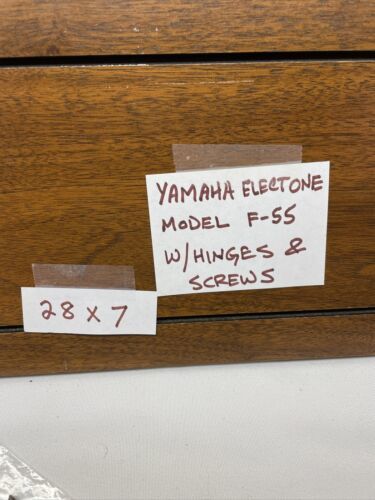 YAMAHA ELECTONE
MODEL F-55
W/HINGES &
SCREWS
28 x 7